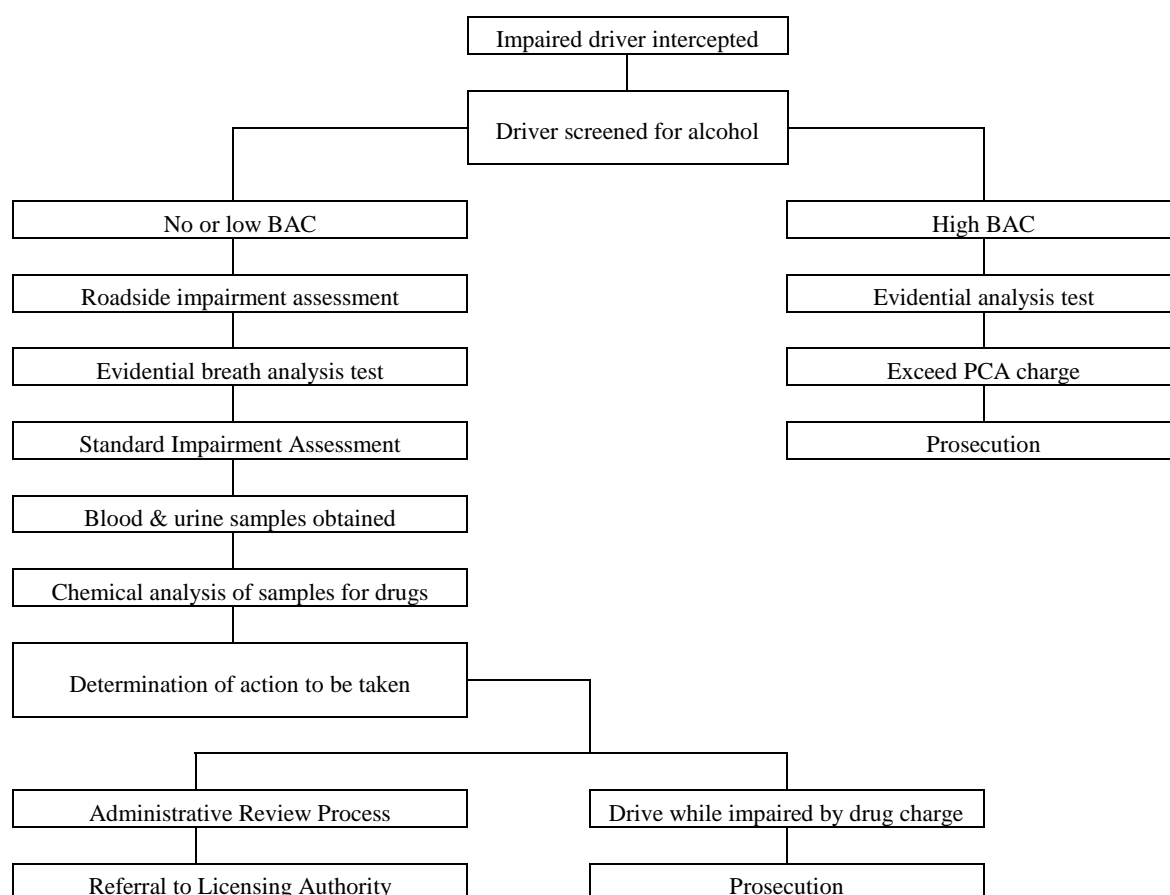 Impaired driver intercepted
Driver screened for alcohol
No or low BAC
High BAC
Roadside impairment assessment
Evidential analysis test
Evidential breath analysis test
Exceed PCA charge
Standard Impairment Assessment
Prosecution
Blood & urine samples obtained
Chemical analysis of samples for drugs
Determination of action to be taken
Administrative Review Process
Drive while impaired by drug charge
Referral to Licensing Authority
Prosecution